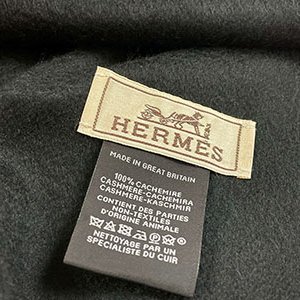 HERMES
MADE IN GREAT BRITAIN
100% CACHEMIRE
CASHMERE-CACHEMIRA
CASHMERE-KASCHMIR
CONTIENT DES PARTIES
NON-TEXTILES
D'ORIGINE ANIMALE
NETTOYAGE PAR UN
SPECIALISTE DU CUIR